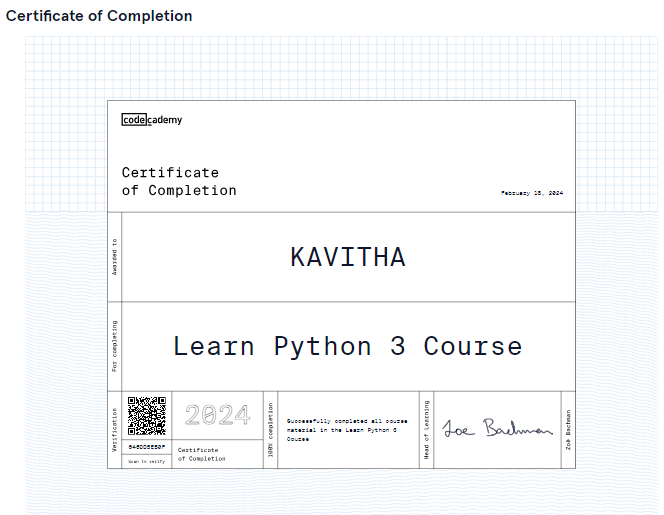 Certificate of Completion
codecademy
Certificate
of Completion
February 15, 2024
Awarded to
KAVITHA
For completing
Learn Python 3 Course
Verification
Scan to verify
2024
Certificate
of Completion
100% completion
Successfully completed all course
material in the Learn Python 3
Course
Head of Learning
Zoe Bachman
Zoë Bachman